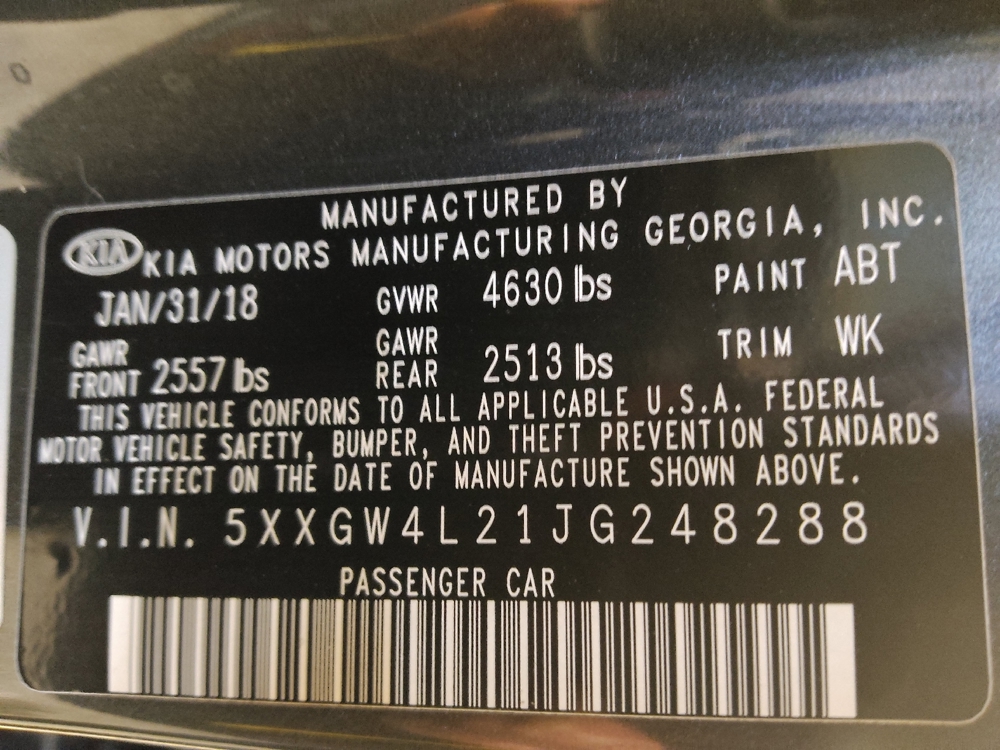 MANUFACTURED BY
KIA KIA MOTORS MANUFACTURING GEORGIA, INC.
JAN/31/18 GVWR 4630 lbs PAINT ABT
GAWR FRONT 2557 lbs GAWR REAR 2513 lbs TRIM WK
THIS VEHICLE CONFORMS TO ALL APPLICABLE U.S.A. FEDERAL
MOTOR VEHICLE SAFETY, BUMPER, AND THEFT PREVENTION STANDARDS
IN EFFECT ON THE DATE OF MANUFACTURE SHOWN ABOVE.
V.I.N. 5XXGW4L21JG248288
PASSENGER CAR